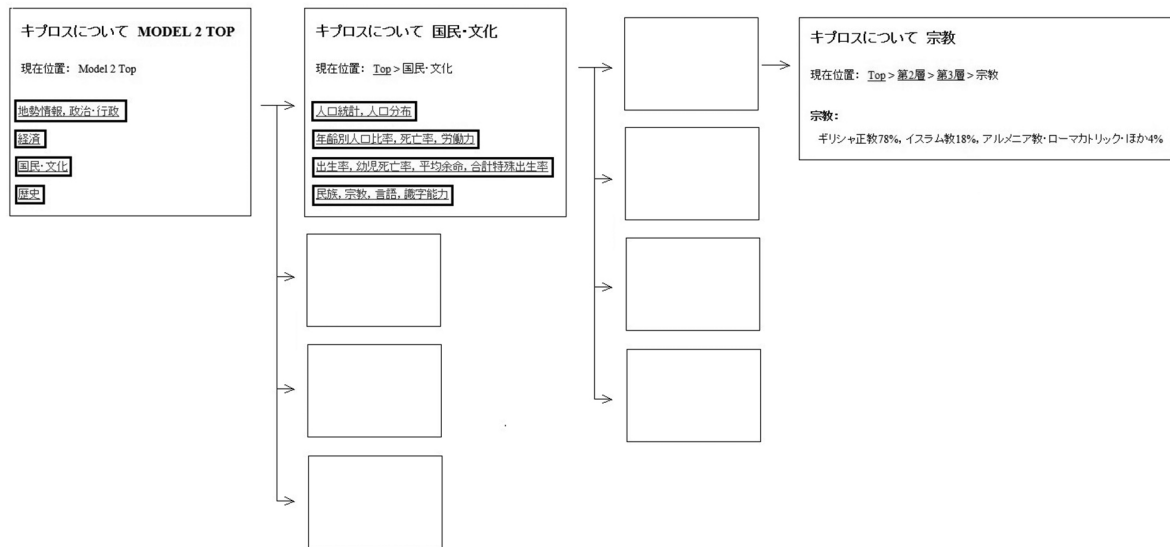 キプロスについて MODEL 2 TOP
現在位置: Model 2 Top
地勢情報, 政治・行政
経済
国民・文化
歴史
キプロスについて 国民・文化
現在位置: Top > 国民・文化
人口統計, 人口分布
年齢別人口比率, 死亡率, 労働力
出生率, 幼児死亡率, 平均余命, 合計特殊出生率
民族, 宗教, 言語, 識字能力
キプロスについて 宗教
現在位置: Top > 第2層 > 第3層 > 宗教
宗教:
ギリシャ正教78%, イスラム教18%, アルメニア教・ローマカトリック・ほか4%